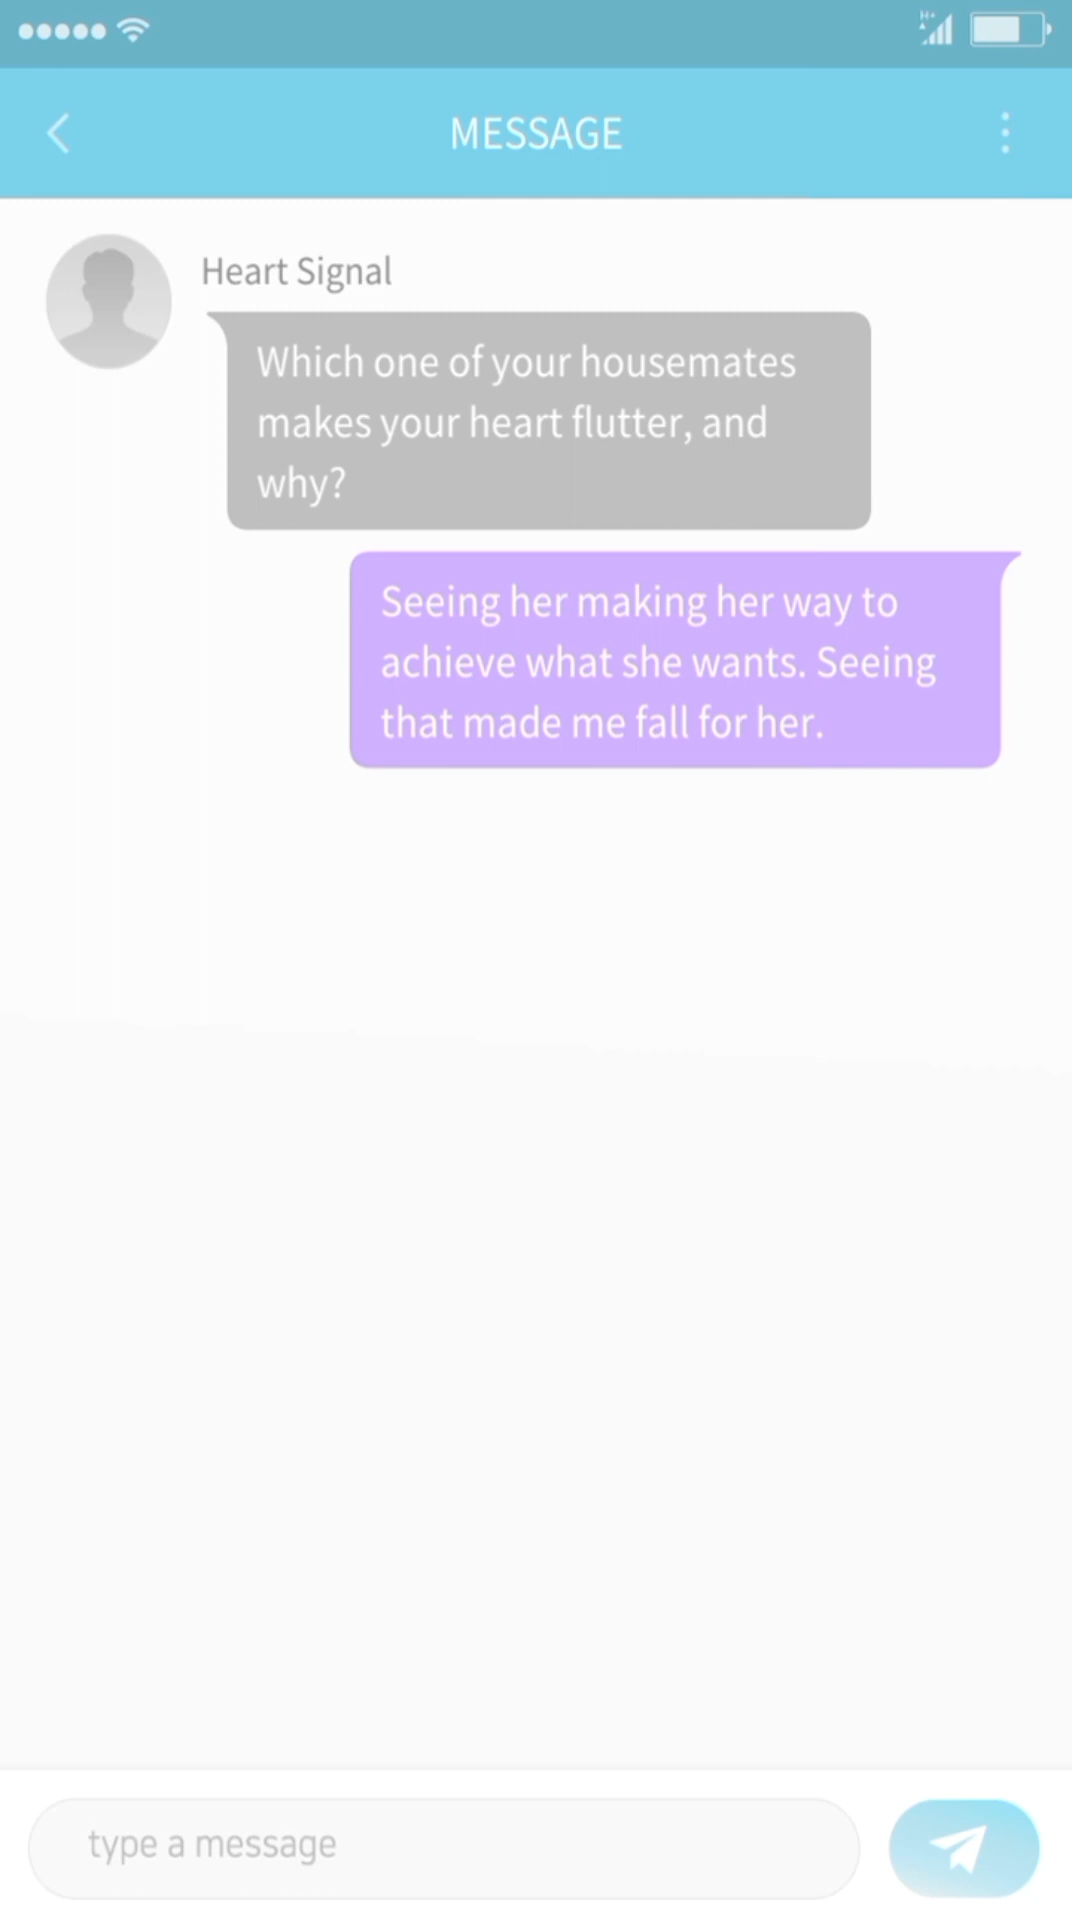 MESSAGE
Heart Signal
Which one of your housemates
makes your heart flutter, and
why?
Seeing her making her way to
achieve what she wants. Seeing
that made me fall for her.
type a message